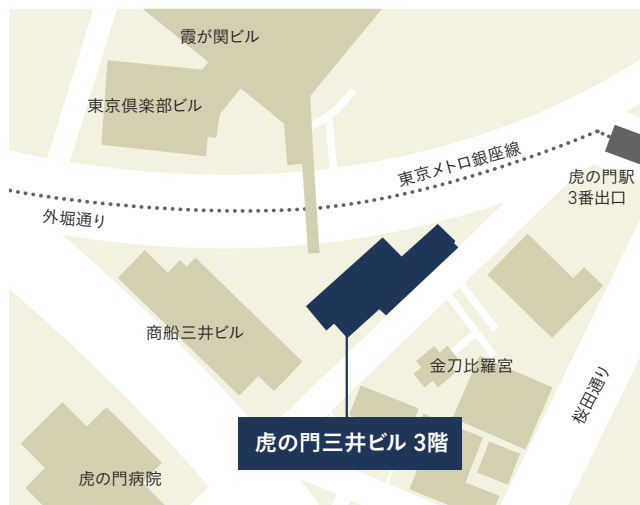 霞が関ビル
東京倶楽部ビル
東京メトロ銀座線
虎の門駅
3番出口
外堀通り
商船三井ビル
金刀比羅宮
桜田通り
虎の門三井ビル 3階
虎の門病院